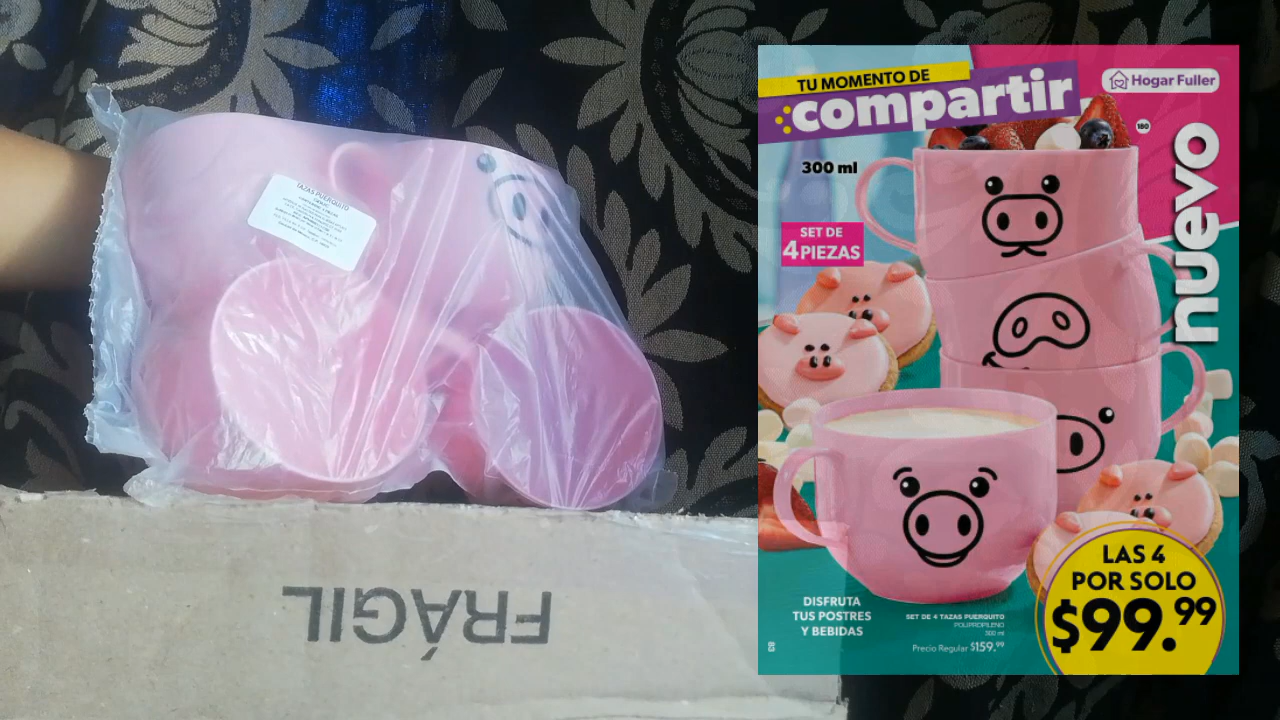 TAZAS PUERQUITO
FRÁGIL
TU MOMENTO DE
compartir
Hogar Fuller
180
300 ml
nuevo
SET DE
4 PIEZAS
LAS 4
POR SOLO
$99.99
DISFRUTA
TUS POSTRES
Y BEBIDAS
SET DE 4 TAZAS PUERQUITO
POLIPROPILENO
300 ml
Precio Regular $159.99